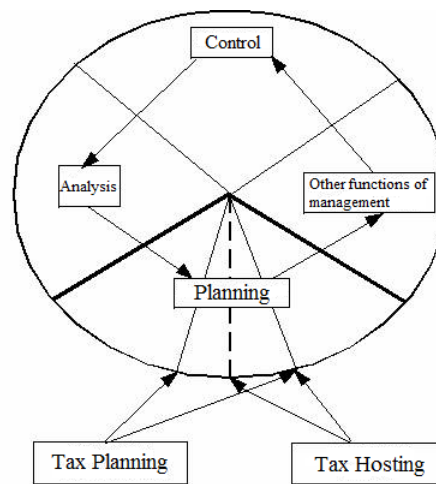 Control
Analysis
Other functions of
management
Planning
Tax Planning
Tax Hosting